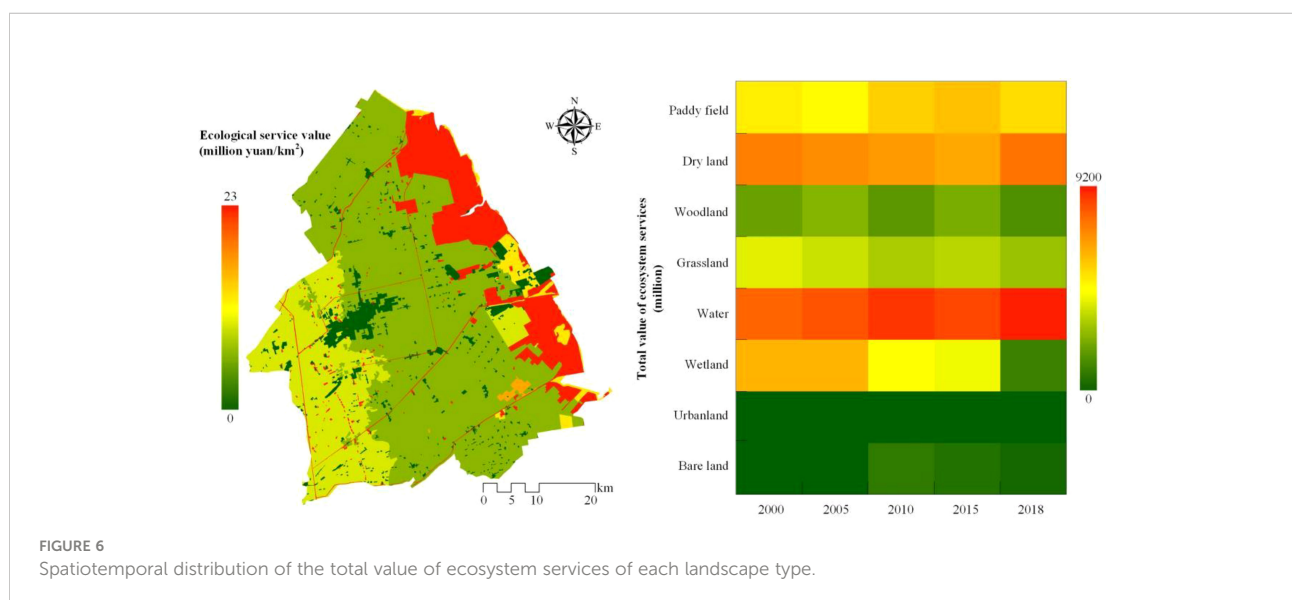 Ecological service value
(million yuan/km²)
23
0
N
W E
S
0 5 10 20
km
Total value of ecosystem services
(million)
Paddy field
Dry land
Woodland
Grassland
Water
Wetland
Urbanland
Bare land
2000 2005 2010 2015 2018
9200
0
FIGURE 6
Spatiotemporal distribution of the total value of ecosystem services of each landscape type.